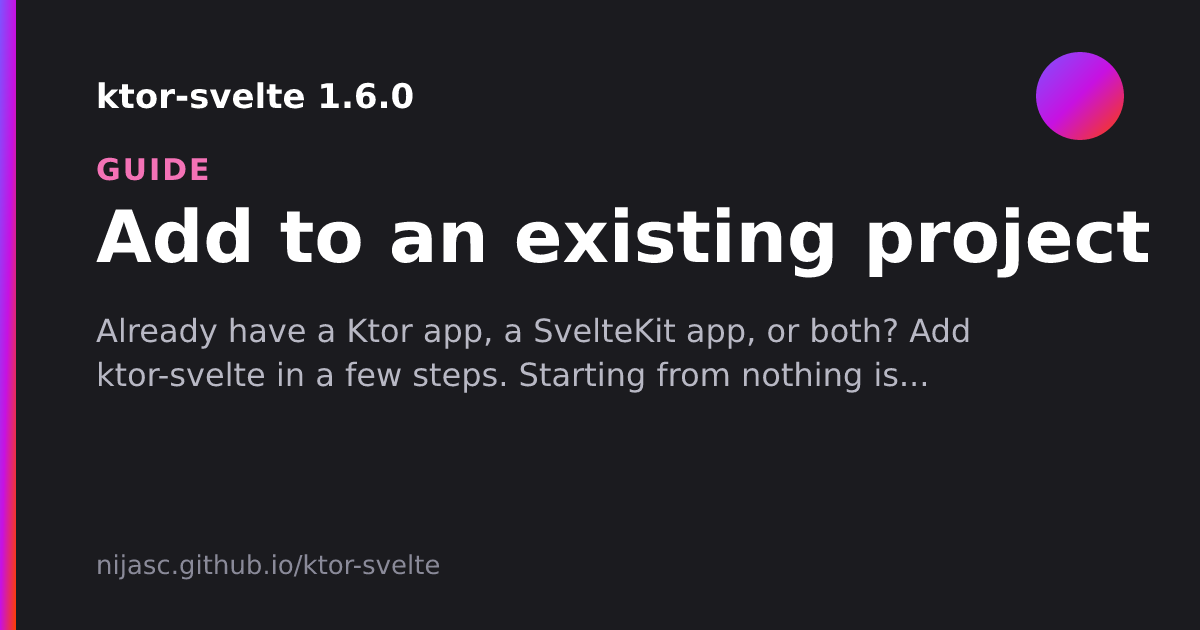 ktor-svelte 1.6.0
GUIDE
Add to an existing project
Already have a Ktor app, a SvelteKit app, or both? Add
ktor-svelte in a few steps. Starting from nothing is...
nijasc.github.io/ktor-svelte